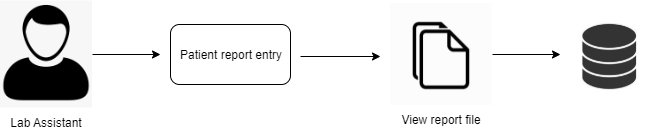 Patient report entry
Lab Assistant
View report file